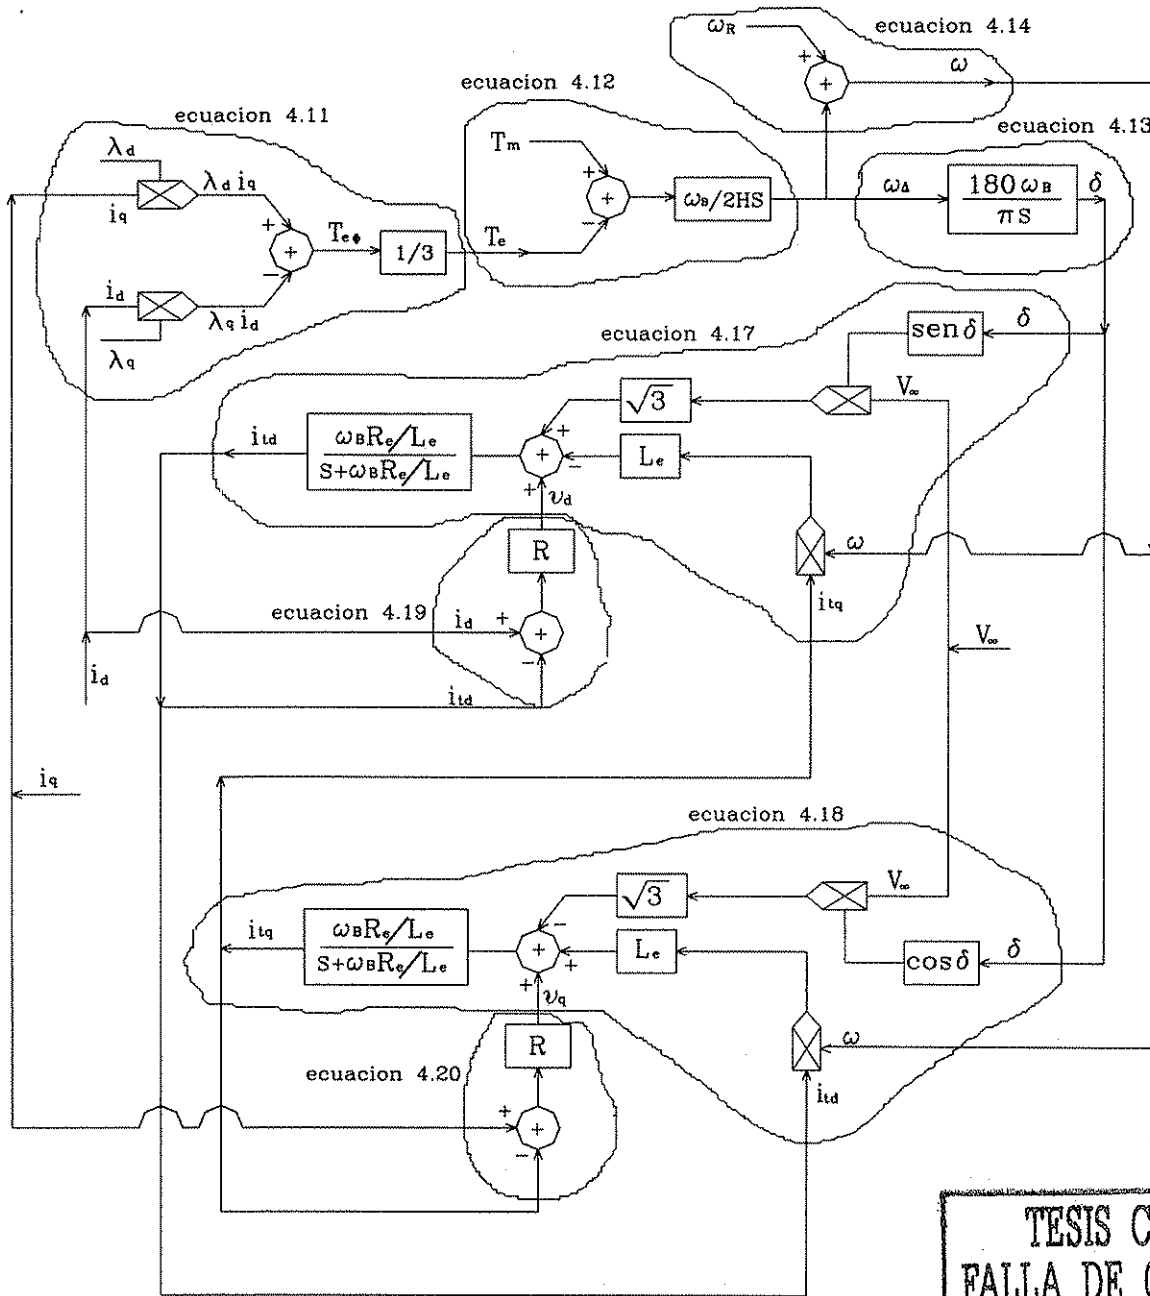 ω_R
ecuacion 4.14
+
+
+
ω
ecuacion 4.12
ecuacion 4.11
ecuacion 4.13
λ_d
λ_d i_q
i_q
T_m
+
+
−
ω_B/2HS
ω_Δ
180 ω_B
πS
δ
+
+
−
T_eΦ
1/3
T_e
i_d
λ_q i_d
λ_q
ecuacion 4.17
sen δ
δ
√3
V_∞
i_td
ω_B R_e/L_e
S+ω_B R_e/L_e
+
+
−
+
L_e
υ_d
R
ω
i_tq
ecuacion 4.19
+
i_d
+
−
V_∞
i_d
i_td
i_q
ecuacion 4.18
√3
V_∞
i_tq
ω_B R_e/L_e
S+ω_B R_e/L_e
−
+
+
+
L_e
cos δ
δ
υ_q
R
ω
ecuacion 4.20
i_td
+
+
−
TESIS C
FALLA DE